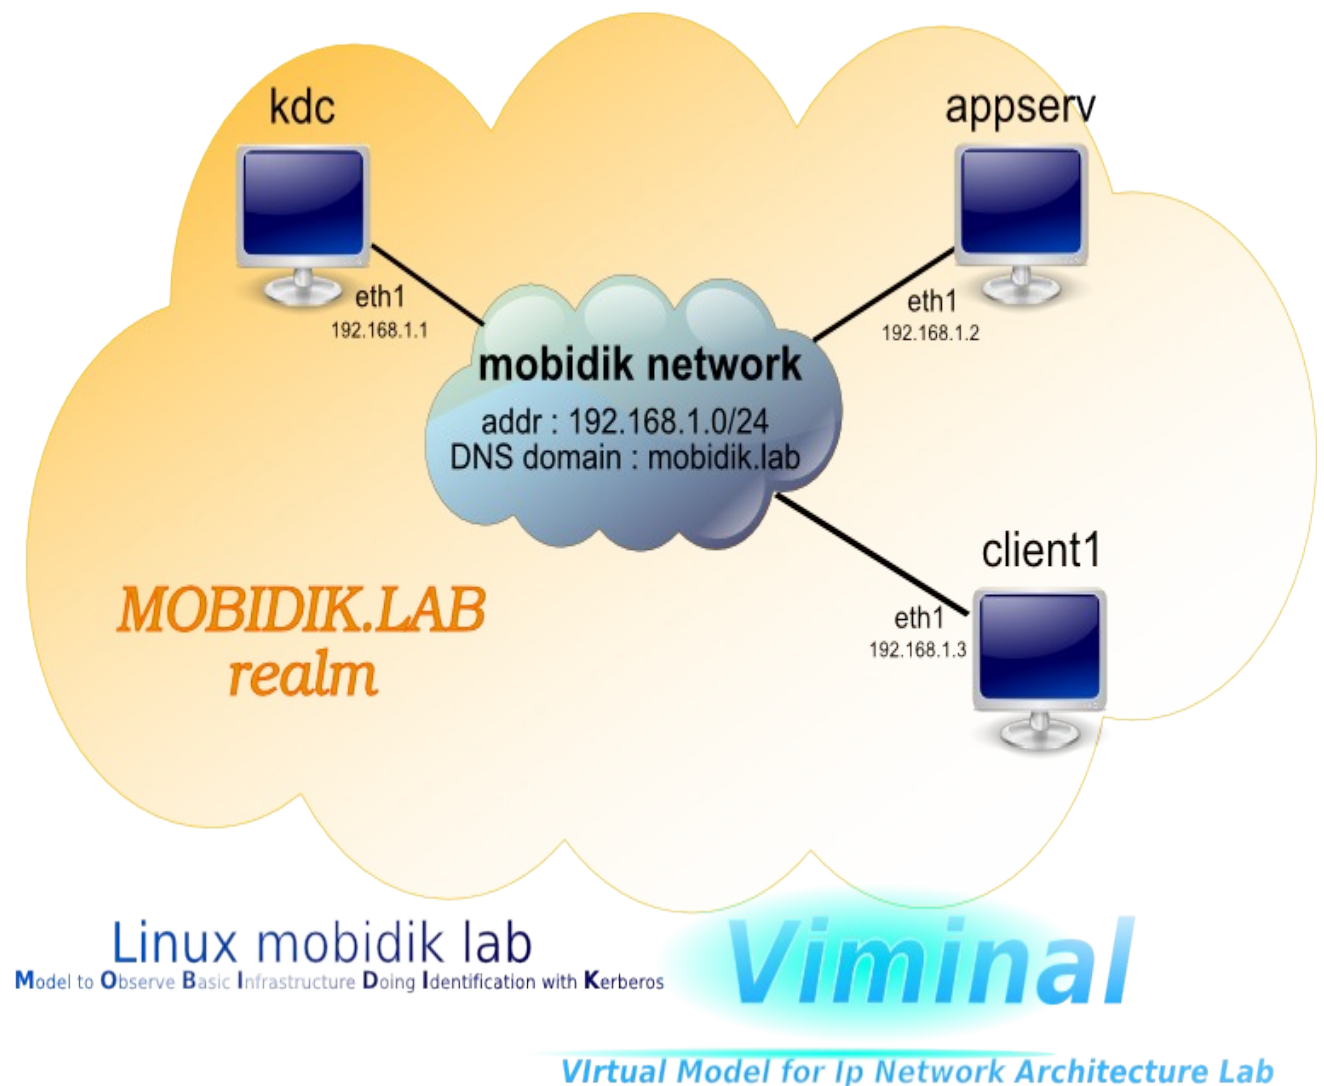 kdc
appserv
eth1
192.168.1.1
eth1
192.168.1.2
mobidik network
addr : 192.168.1.0/24
DNS domain : mobidik.lab
client1
eth1
192.168.1.3
MOBIDIK.LAB
realm
Linux mobidik lab
Model to Observe Basic Infrastructure Doing Identification with Kerberos
Viminal
VIrtual Model for Ip Network Architecture Lab